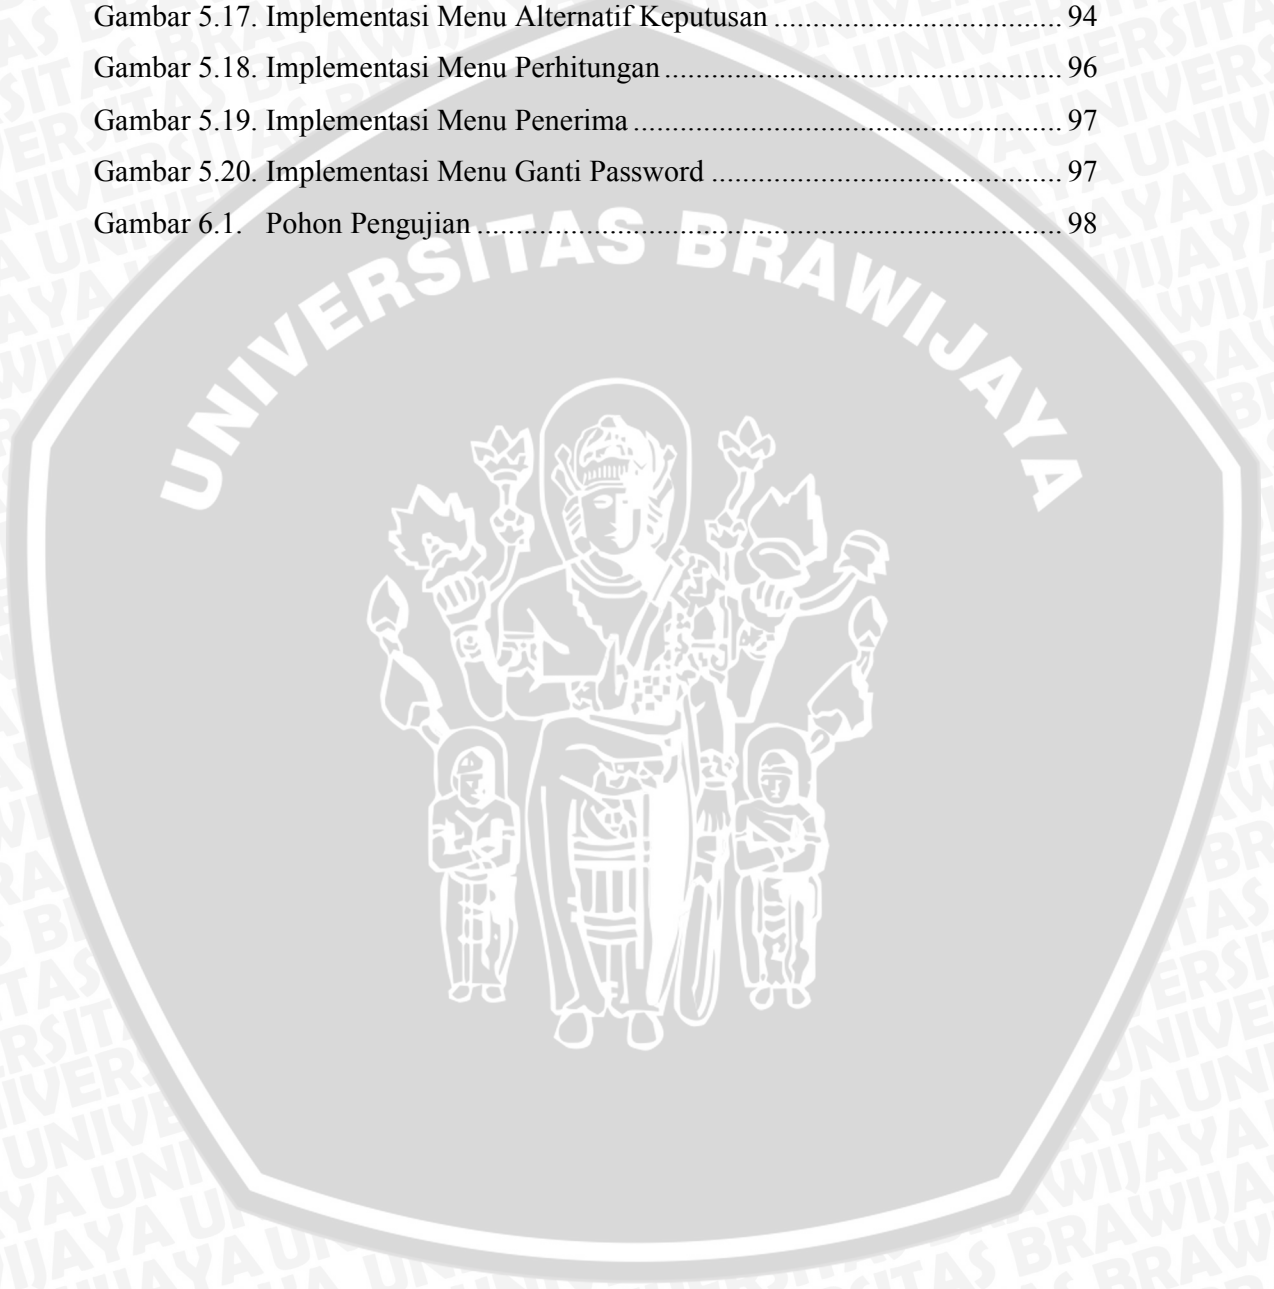 Gambar 5.17. Implementasi Menu Alternatif Keputusan ........................................ 94
Gambar 5.18. Implementasi Menu Perhitungan ....................................................... 96
Gambar 5.19. Implementasi Menu Penerima ........................................................... 97
Gambar 5.20. Implementasi Menu Ganti Password ................................................. 97
Gambar 6.1. Pohon Pengujian ................................................................................. 98
UNIVERSITAS BRAWIJAYA